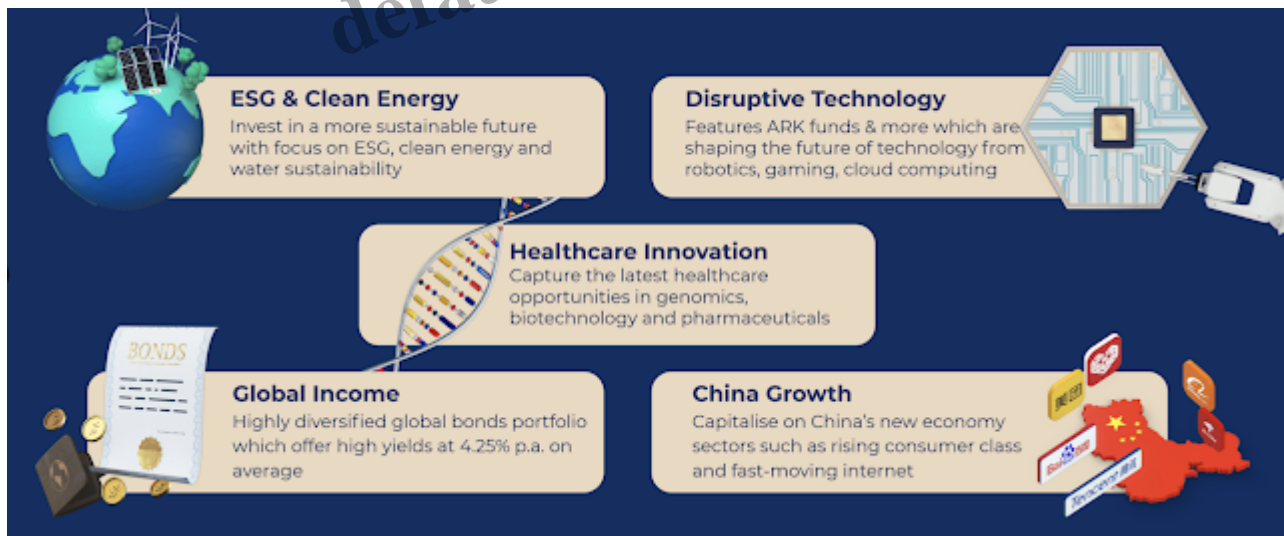 ESG & Clean Energy
Invest in a more sustainable future
with focus on ESG, clean energy and
water sustainability
Disruptive Technology
Features ARK funds & more which are
shaping the future of technology from
robotics, gaming, cloud computing
Healthcare Innovation
Capture the latest healthcare
opportunities in genomics,
biotechnology and pharmaceuticals
BONDS
Global Income
Highly diversified global bonds portfolio
which offer high yields at 4.25% p.a. on
average
China Growth
Capitalise on China's new economy
sectors such as rising consumer class
and fast-moving internet
Tencent